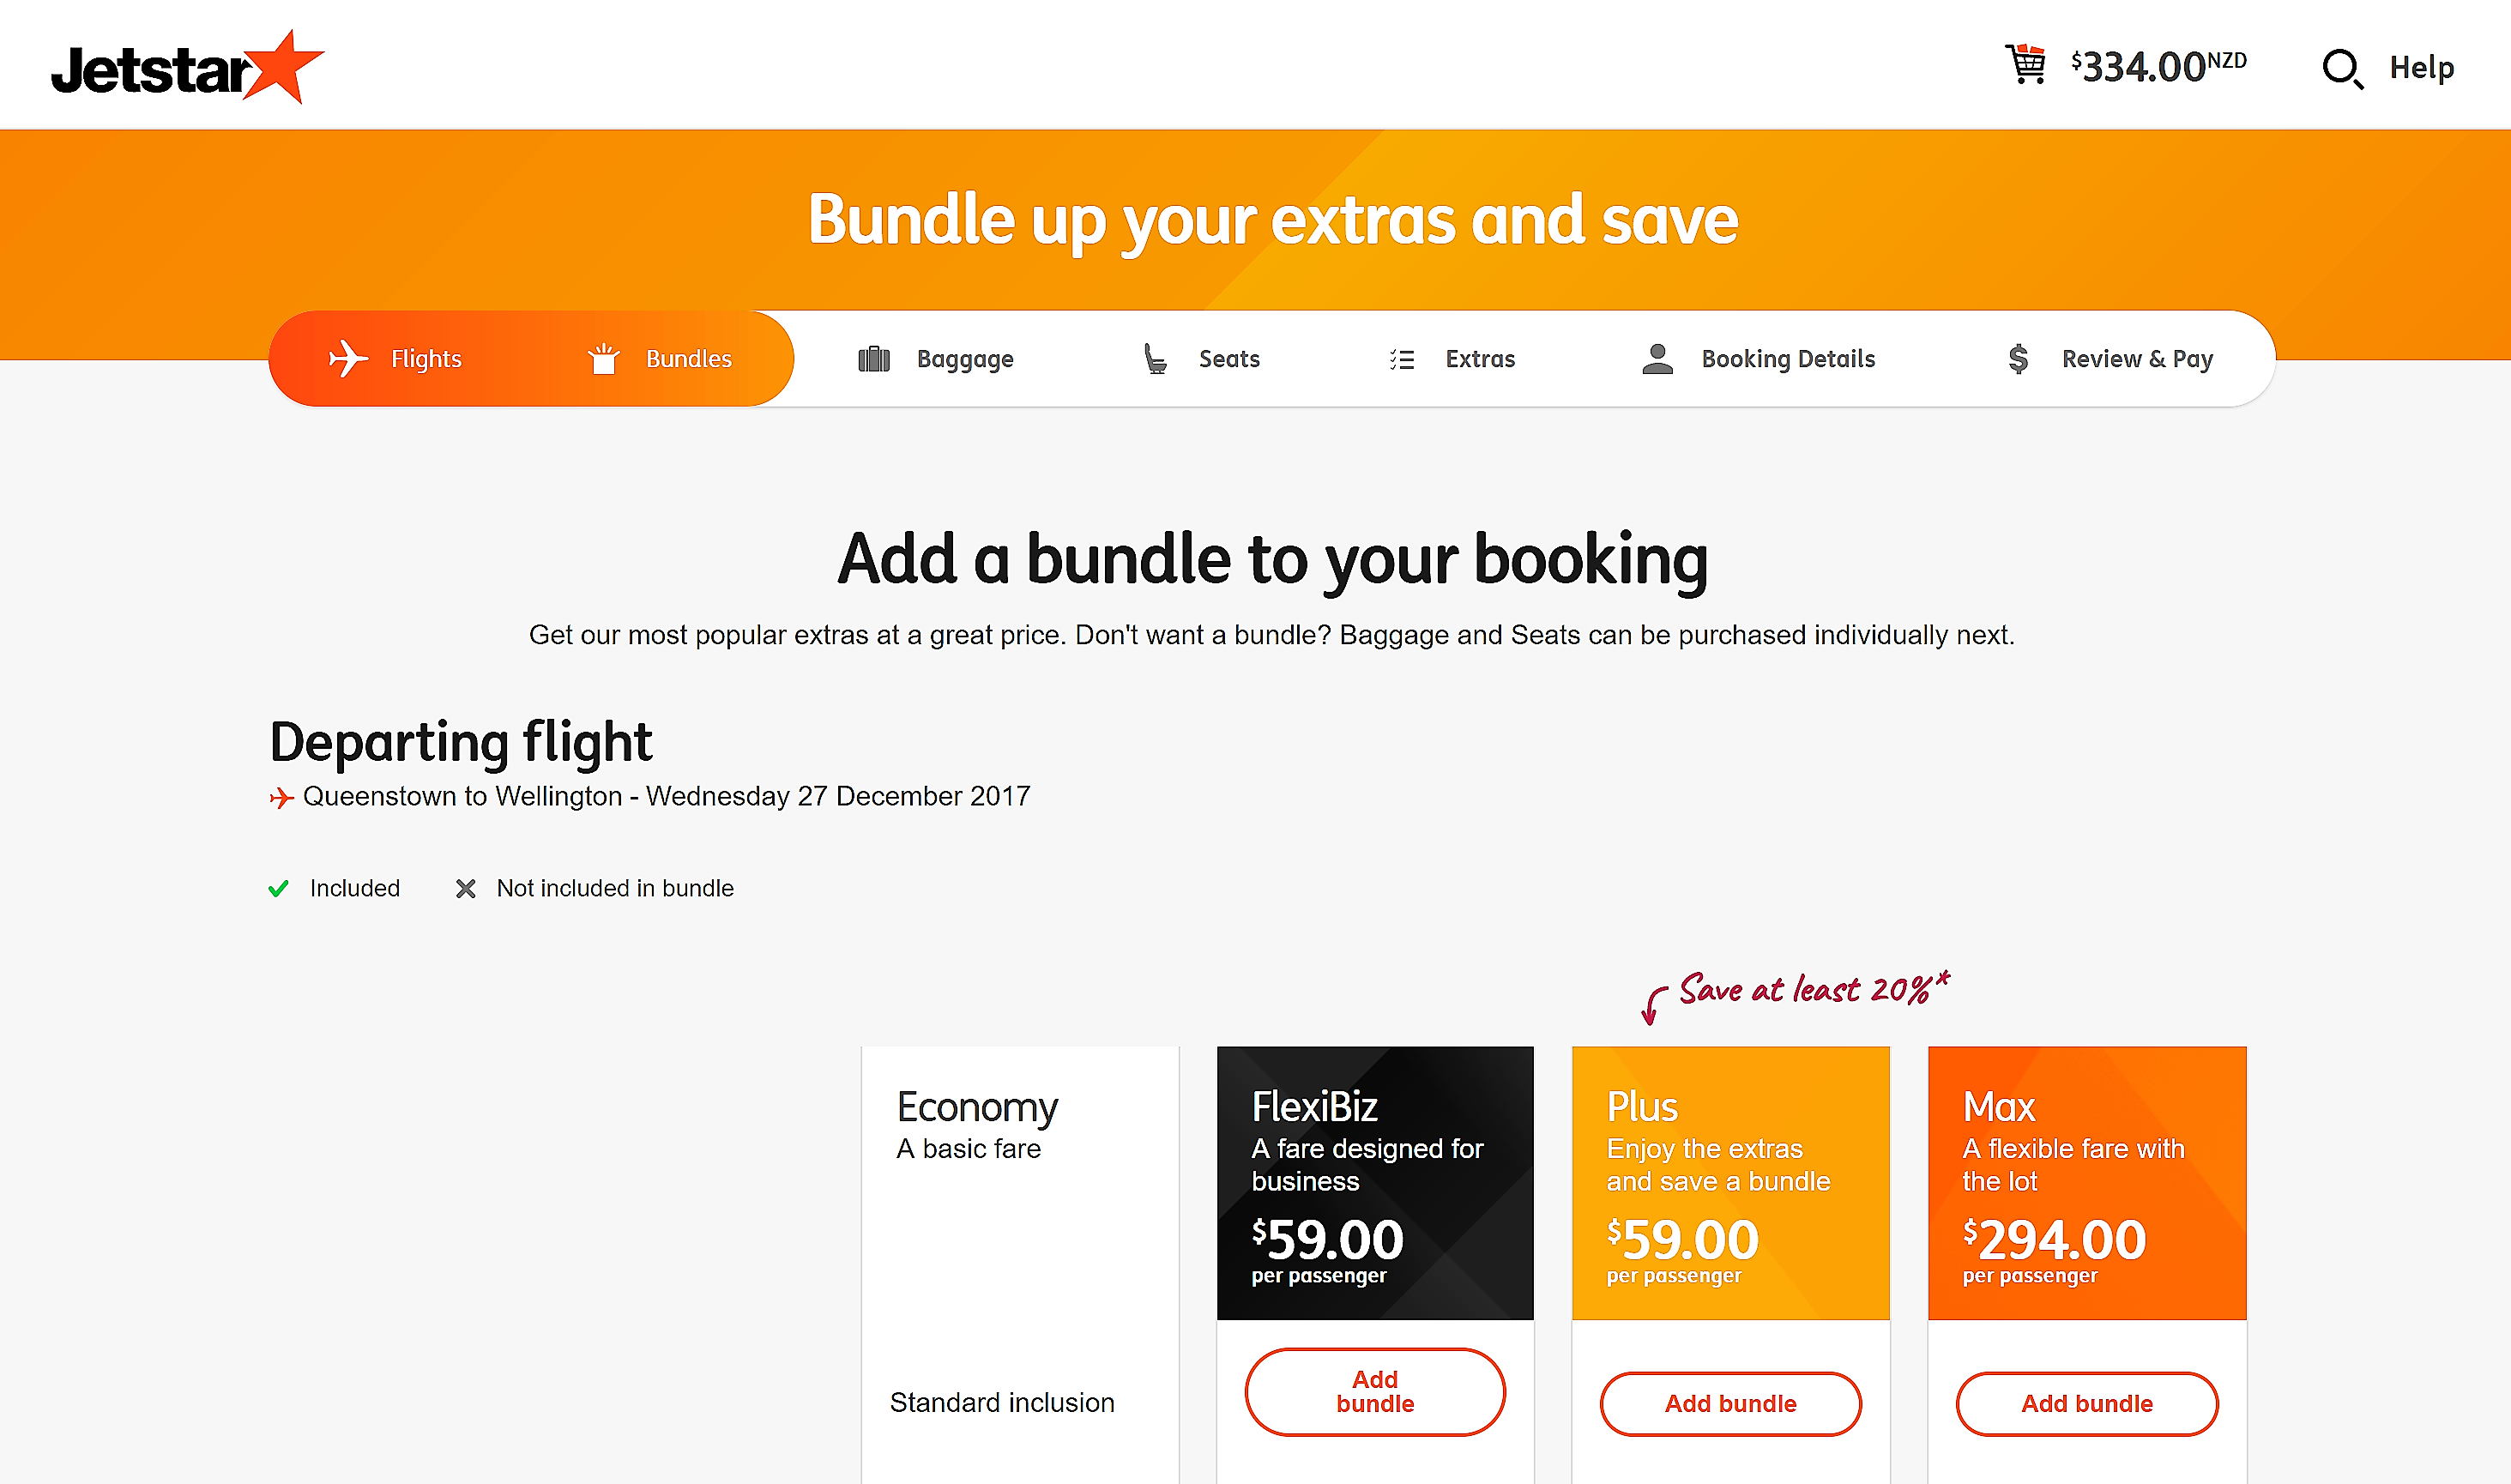 Jetstar
$334.00NZD
Help
Bundle up your extras and save
Flights
Bundles
Baggage
Seats
Extras
Booking Details
$ Review & Pay
Add a bundle to your booking
Get our most popular extras at a great price. Don't want a bundle? Baggage and Seats can be purchased individually next.
Departing flight
Queenstown to Wellington - Wednesday 27 December 2017
Included
Not included in bundle
Save at least 20%*
Economy
A basic fare
Standard inclusion
FlexiBiz
A fare designed for
business
$59.00
per passenger
Add
bundle
Plus
Enjoy the extras
and save a bundle
$59.00
per passenger
Add bundle
Max
A flexible fare with
the lot
$294.00
per passenger
Add bundle